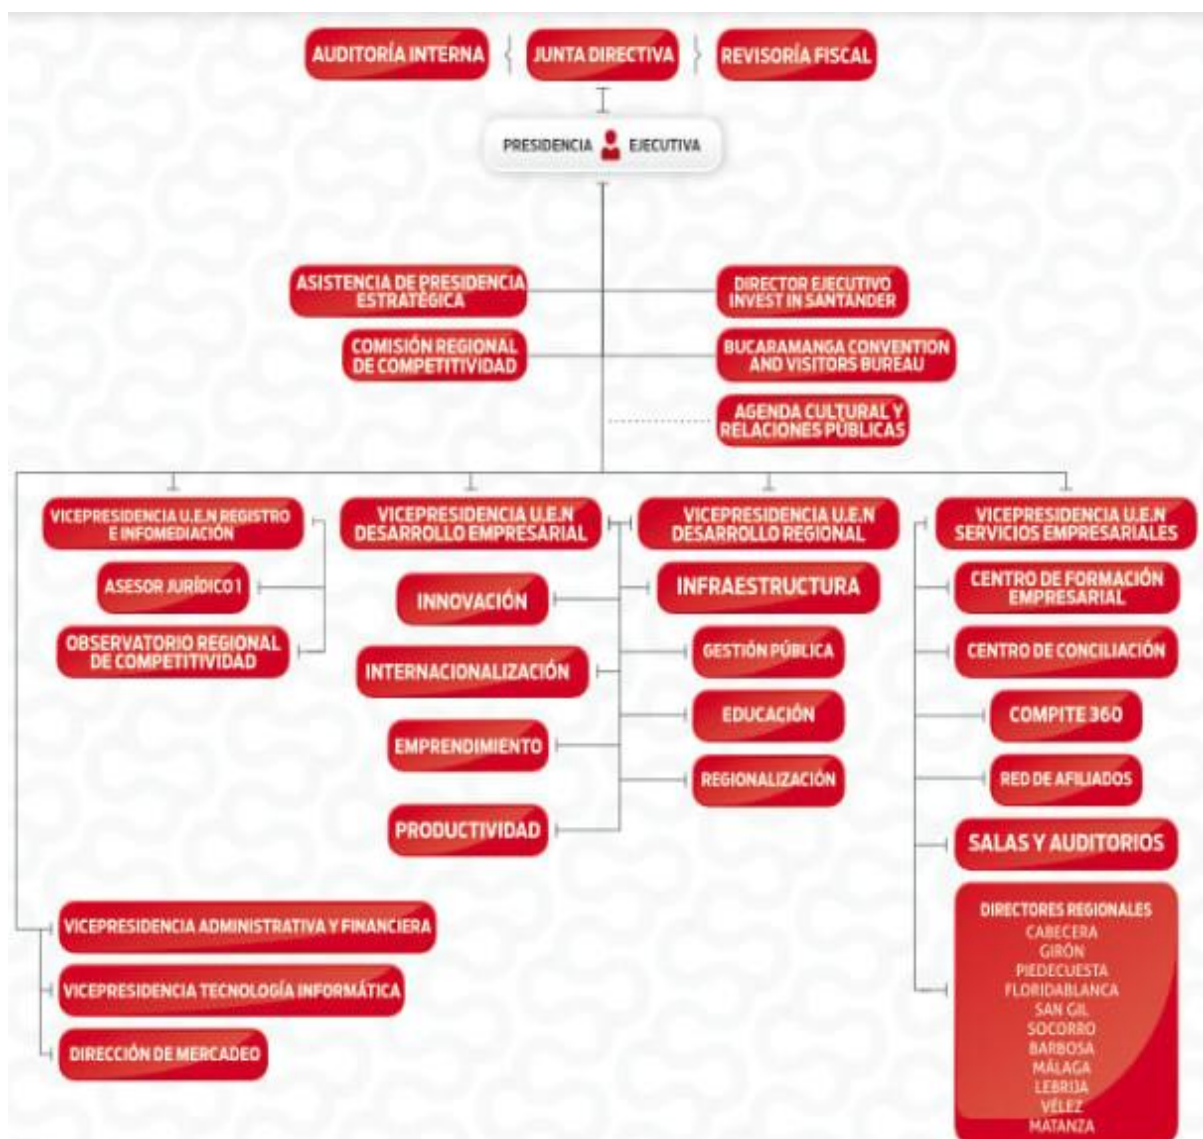 AUDITORÍA INTERNA
JUNTA DIRECTIVA
REVISORÍA FISCAL
PRESIDENCIA EJECUTIVA
ASISTENCIA DE PRESIDENCIA
ESTRATÉGICA
DIRECTOR EJECUTIVO
INVEST IN SANTANDER
COMISIÓN REGIONAL
DE COMPETITIVIDAD
BUCARAMANGA CONVENTION
AND VISITORS BUREAU
AGENDA CULTURAL Y
RELACIONES PÚBLICAS
VICEPRESIDENCIA U.E.N REGISTRO
E INFOMEDIACIÓN
ASESOR JURÍDICO 1
OBSERVATORIO REGIONAL
DE COMPETITIVIDAD
VICEPRESIDENCIA U.E.N
DESARROLLO EMPRESARIAL
INNOVACIÓN
INTERNACIONALIZACIÓN
EMPRENDIMIENTO
PRODUCTIVIDAD
VICEPRESIDENCIA U.E.N
DESARROLLO REGIONAL
INFRAESTRUCTURA
GESTIÓN PÚBLICA
EDUCACIÓN
REGIONALIZACIÓN
VICEPRESIDENCIA U.E.N
SERVICIOS EMPRESARIALES
CENTRO DE FORMACIÓN
EMPRESARIAL
CENTRO DE CONCILIACIÓN
COMPITE 360
RED DE AFILIADOS
SALAS Y AUDITORIOS
DIRECTORES REGIONALES
CABECERA
GIRÓN
PIEDECUESTA
FLORIDABLANCA
SAN GIL
SOCORRO
BARBOSA
MÁLAGA
LEBRIJA
VÉLEZ
MATANZA
VICEPRESIDENCIA ADMINISTRATIVA Y FINANCIERA
VICEPRESIDENCIA TECNOLOGÍA INFORMÁTICA
DIRECCIÓN DE MERCADEO